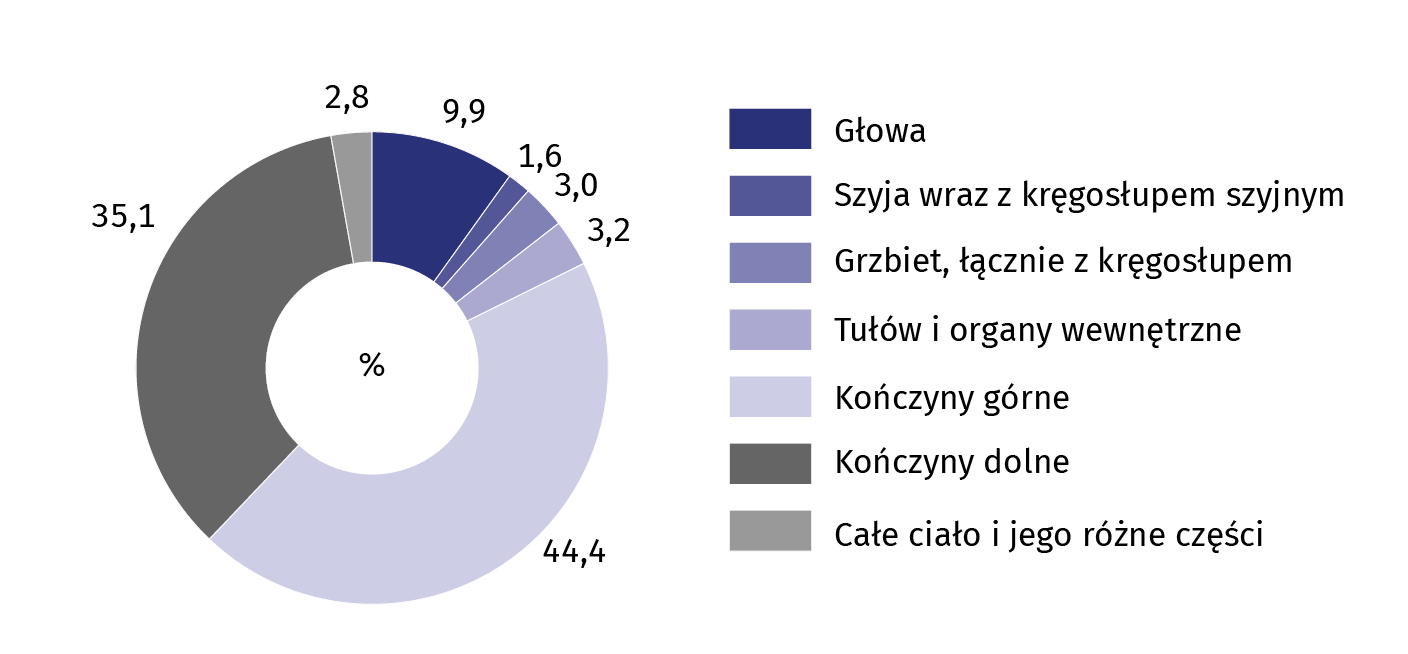 2,8
9,9
1,6
3,0
3,2
35,1
%
44,4
Głowa
Szyja wraz z kręgosłupem szyjnym
Grzbiet, łącznie z kręgosłupem
Tułów i organy wewnętrzne
Kończyny górne
Kończyny dolne
Całe ciało i jego różne części